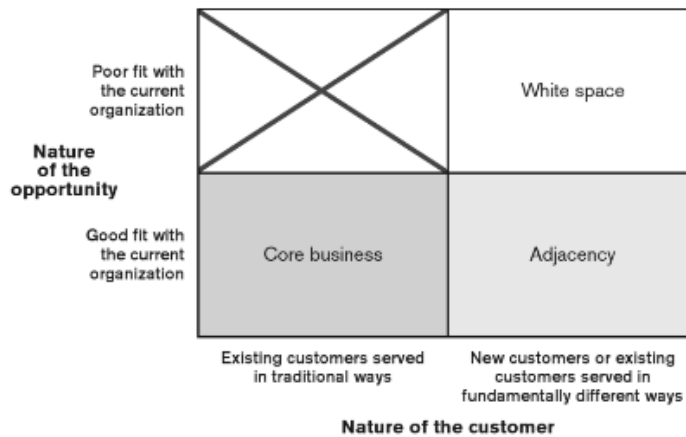 Poor fit with
the current
organization
White space
Nature
of the
opportunity
Good fit with
the current
organization
Core business
Adjacency
Existing customers served
in traditional ways
New customers or existing
customers served in
fundamentally different ways
Nature of the customer